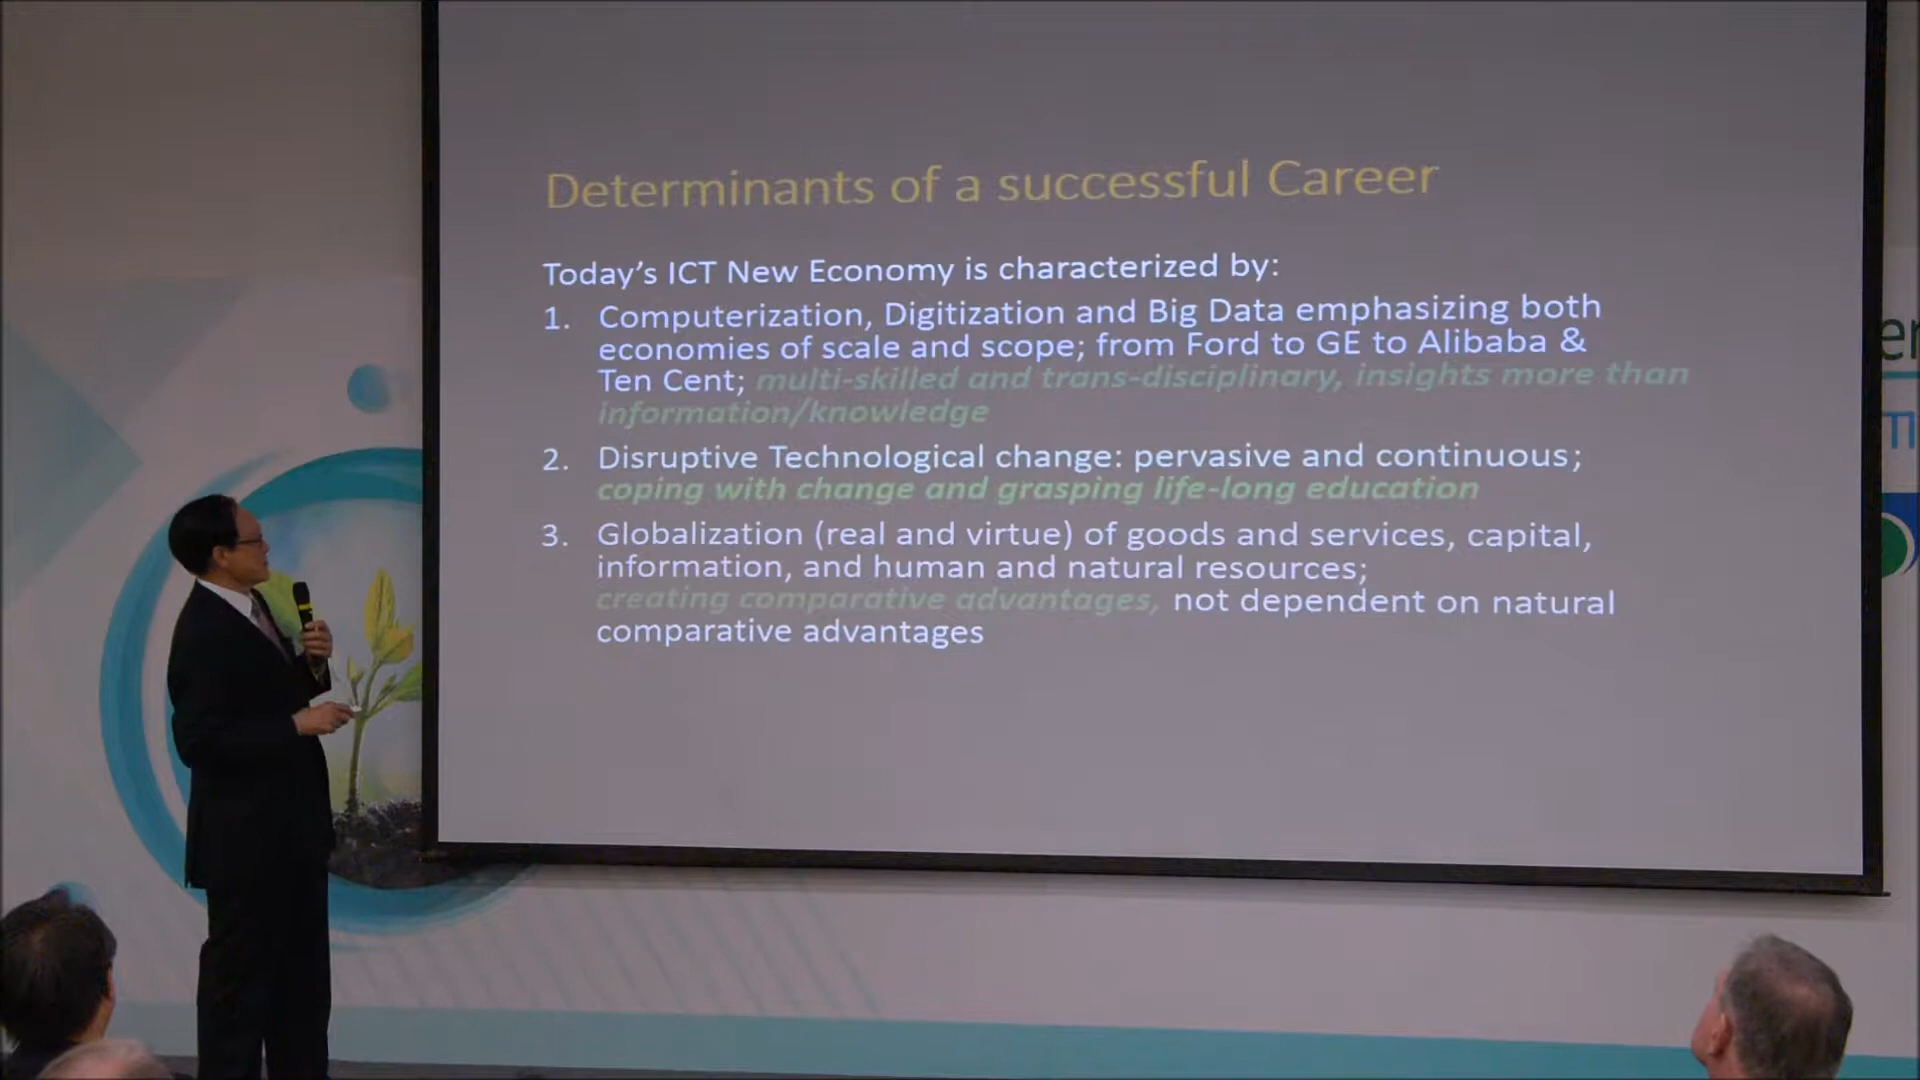 Determinants of a successful Career
Today's ICT New Economy is characterized by:
1. Computerization, Digitization and Big Data emphasizing both
economies of scale and scope; from Ford to GE to Alibaba &
Ten Cent; multi-skilled and trans-disciplinary, insights more than
information/knowledge
2. Disruptive Technological change: pervasive and continuous;
coping with change and grasping life-long education
3. Globalization (real and virtue) of goods and services, capital,
information, and human and natural resources;
creating comparative advantages, not dependent on natural
comparative advantages